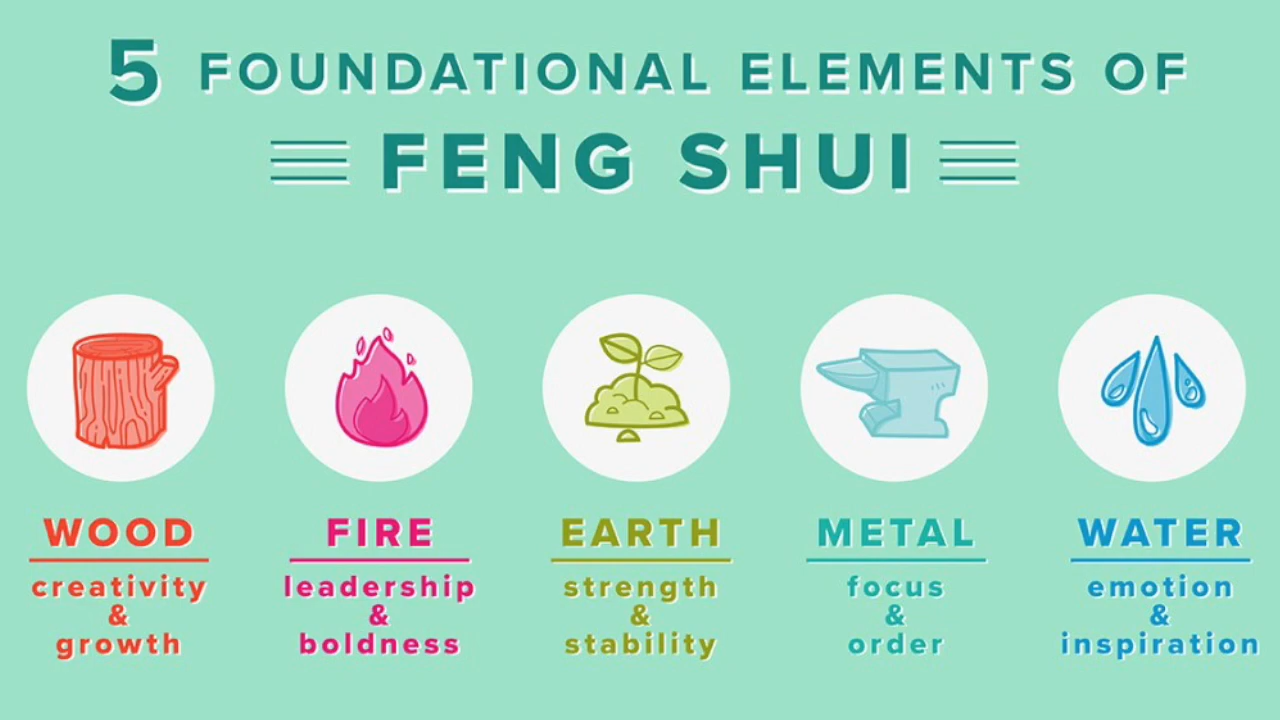 5 FOUNDATIONAL ELEMENTS OF
FENG SHUI
WOOD
creativity
&
growth
FIRE
leadership
&
boldness
EARTH
strength
&
stability
METAL
focus
&
order
WATER
emotion
&
inspiration